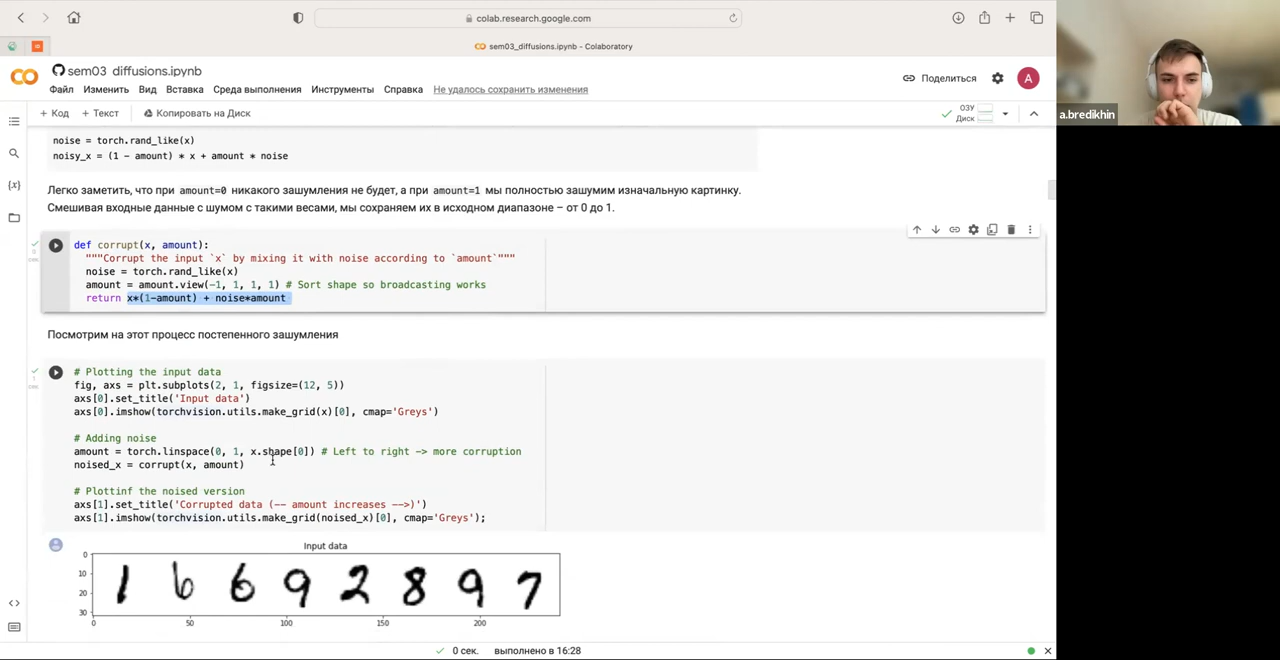 colab.research.google.com
sem03_diffusions.ipynb - Colaboratory
sem03 diffusions.ipynb
Файл Изменить Вид Вставка Среда выполнения Инструменты Справка Не удалось сохранить изменения
Поделиться
A
+ Код + Текст Копировать на Диск
ОЗУ
Диск
a.bredikhin
noise = torch.rand_like(x)
noisy_x = (1 - amount) * x + amount * noise
Легко заметить, что при amount=0 никакого зашумления не будет, а при amount=1 мы полностью зашумим изначальную картинку.
Смешивая входные данные с шумом с такими весами, мы сохраняем их в исходном диапазоне – от 0 до 1.
def corrupt(x, amount):
"""Corrupt the input `x` by mixing it with noise according to `amount`"""
noise = torch.rand_like(x)
amount = amount.view(-1, 1, 1, 1) # Sort shape so broadcasting works
return x*(1-amount) + noise*amount
0
сек.
Посмотрим на этот процесс постепенного зашумления
1
сек.
# Plotting the input data
fig, axs = plt.subplots(2, 1, figsize=(12, 5))
axs[0].set_title('Input data')
axs[0].imshow(torchvision.utils.make_grid(x)[0], cmap='Greys')
# Adding noise
amount = torch.linspace(0, 1, x.shape[0]) # Left to right -> more corruption
noised_x = corrupt(x, amount)
# Plottinf the noised version
axs[1].set_title('Corrupted data (-- amount increases -->)')
axs[1].imshow(torchvision.utils.make_grid(noised_x)[0], cmap='Greys');
Input data
0
10
20
30
1 6 6 9 2 8 9 7
0 50 100 150 200
0 сек. выполнено в 16:28